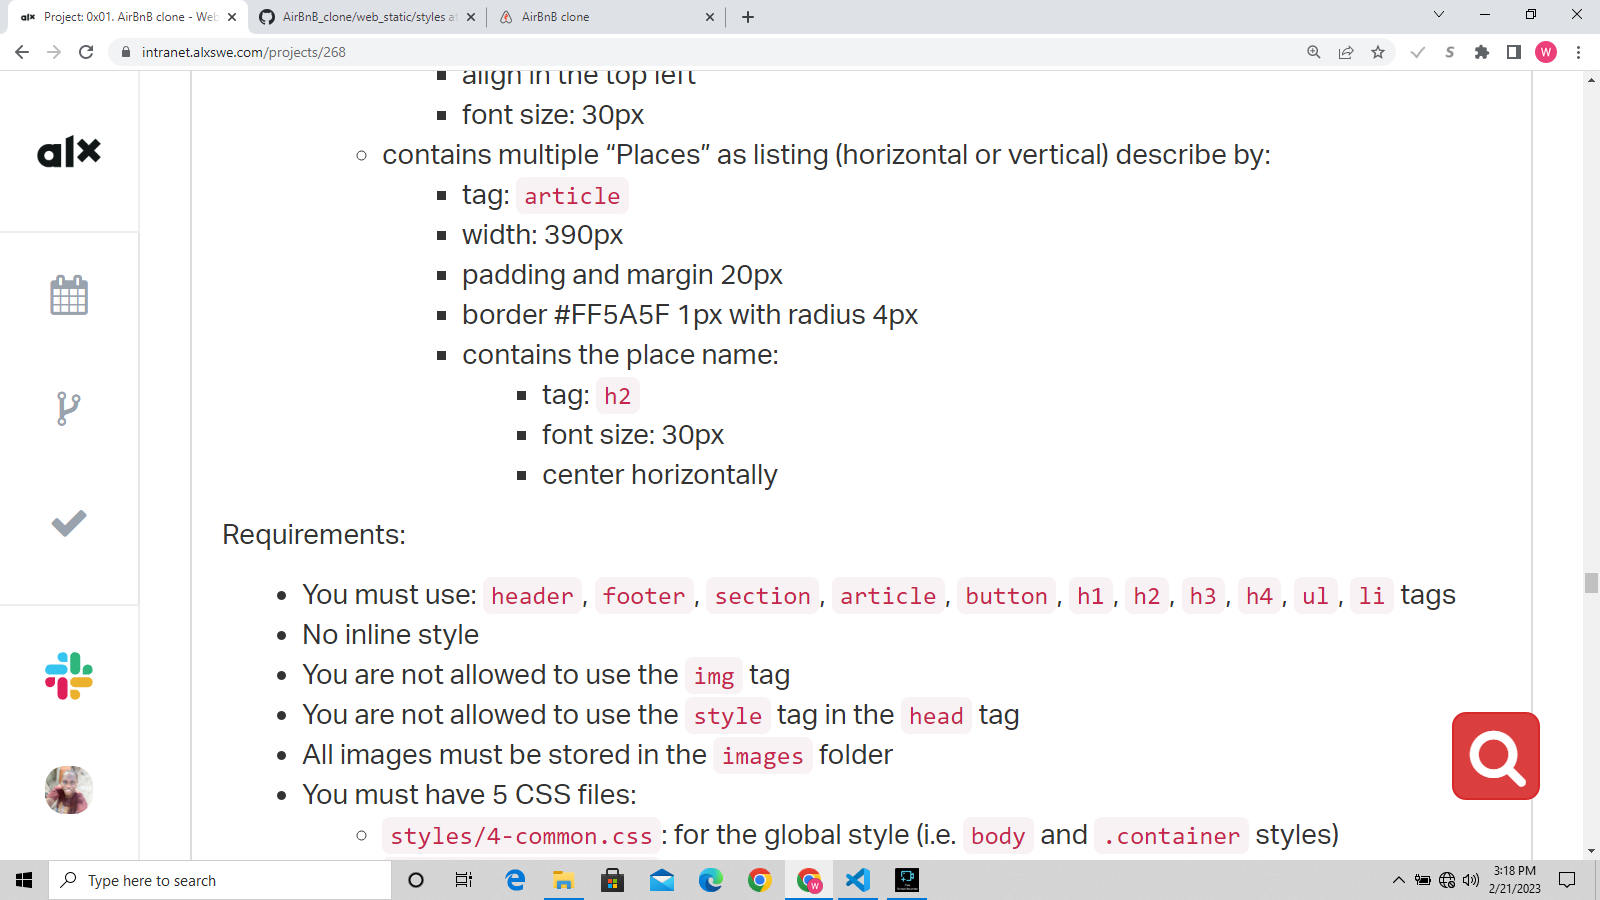 alx Project: 0x01. AirBnB clone - Web
AirBnB_clone/web_static/styles at
AirBnB clone
intranet.alxswe.com/projects/268
S
W
alx
align in the top left
font size: 30px
contains multiple “Places” as listing (horizontal or vertical) describe by:
tag: article
width: 390px
padding and margin 20px
border #FF5A5F 1px with radius 4px
contains the place name:
tag: h2
font size: 30px
center horizontally
Requirements:
You must use: header, footer, section, article, button, h1, h2, h3, h4, ul, li tags
No inline style
You are not allowed to use the img tag
You are not allowed to use the style tag in the head tag
All images must be stored in the images folder
You must have 5 CSS files:
styles/4-common.css: for the global style (i.e. body and .container styles)
Type here to search
W
3:18 PM
2/21/2023